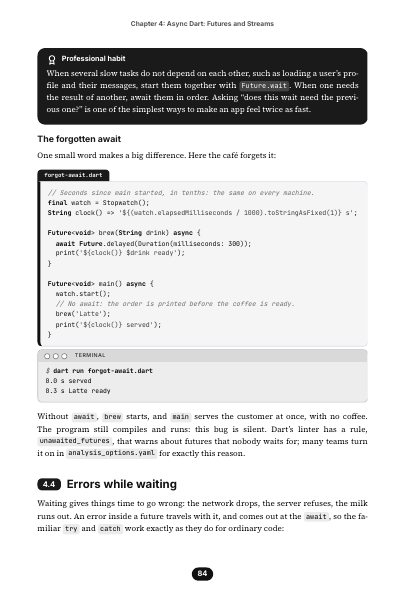 Chapter 4: Async Dart: Futures and Streams
Professional habit
When several slow tasks do not depend on each other, such as loading a user's pro-
file and their messages, start them together with Future.wait. When one needs
the result of another, await them in order. Asking "does this wait need the previ-
ous one?" is one of the simplest ways to make an app feel twice as fast.
The forgotten await
One small word makes a big difference. Here the café forgets it:
forgot-await.dart
// Seconds since main started, in tenths: the same on every machine.
final watch = Stopwatch();
String clock() => '${(watch.elapsedMilliseconds / 1000).toStringAsFixed(1)} s';
Future<void> brew(String drink) async {
await Future.delayed(Duration(milliseconds: 300));
print('${clock()} $drink ready');
}
Future<void> main() async {
watch.start();
// No await: the order is printed before the coffee is ready.
brew('Latte');
print('${clock()} served');
}
TERMINAL
$ dart run forgot-await.dart
0.0 s served
0.3 s Latte ready
Without await, brew starts, and main serves the customer at once, with no coffee.
The program still compiles and runs: this bug is silent. Dart's linter has a rule,
unawaited_futures, that warns about futures that nobody waits for; many teams turn
it on in analysis_options.yaml for exactly this reason.
4.4 Errors while waiting
Waiting gives things time to go wrong: the network drops, the server refuses, the milk
runs out. An error inside a future travels with it, and comes out at the await, so the fa-
miliar try and catch work exactly as they do for ordinary code:
84